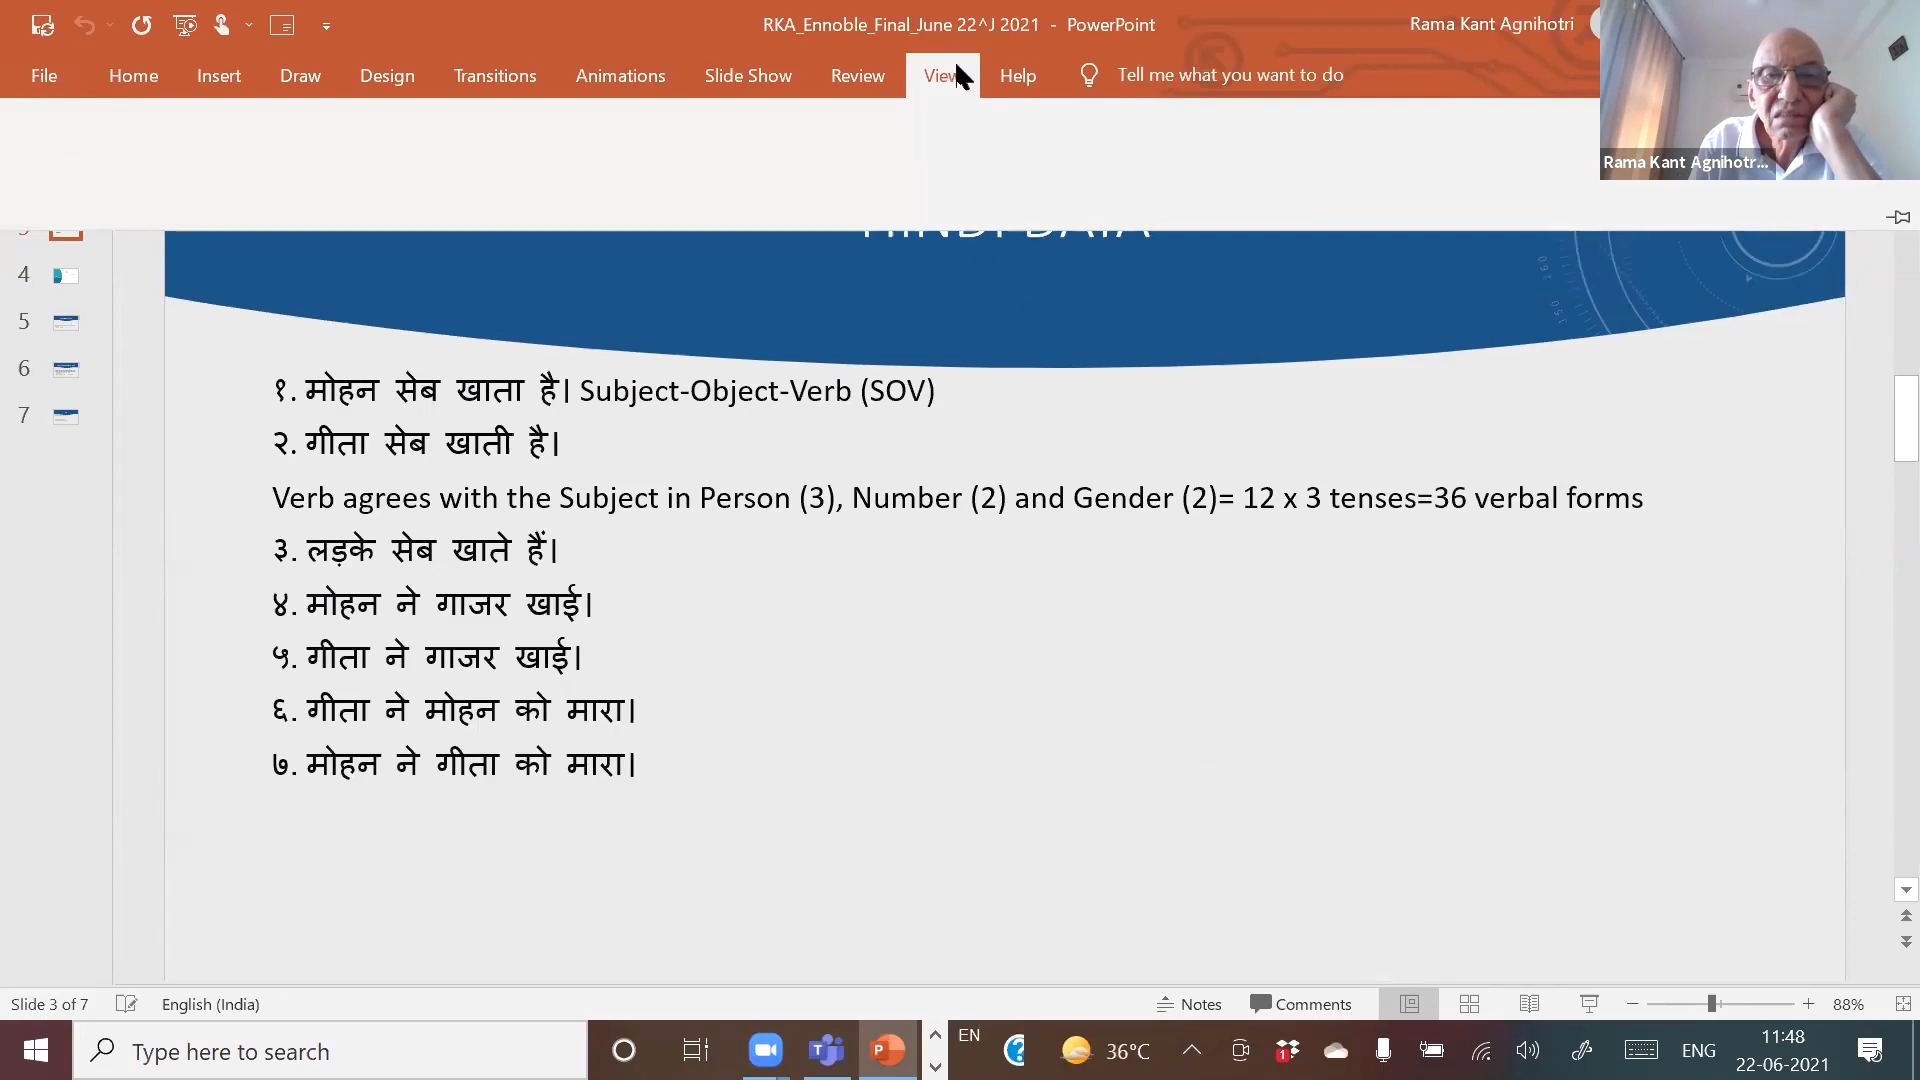 RKA_Ennoble_Final_June 22^J 2021 - PowerPoint
Rama Kant Agnihotri
File Home Insert Draw Design Transitions Animations Slide Show Review View Help Tell me what you want to do
Rama Kant Agnihotr...
HINDI DATA
4
5
6
7
१. मोहन सेब खाता है। Subject-Object-Verb (SOV)
२. गीता सेब खाती है।
Verb agrees with the Subject in Person (3), Number (2) and Gender (2)= 12 x 3 tenses=36 verbal forms
३. लड़के सेब खाते हैं।
४. मोहन ने गाजर खाई।
५. गीता ने गाजर खाई।
६. गीता ने मोहन को मारा।
७. मोहन ने गीता को मारा।
Slide 3 of 7 English (India) Notes Comments 88%
Type here to search
EN
36°C
1
ENG
11:48
22-06-2021